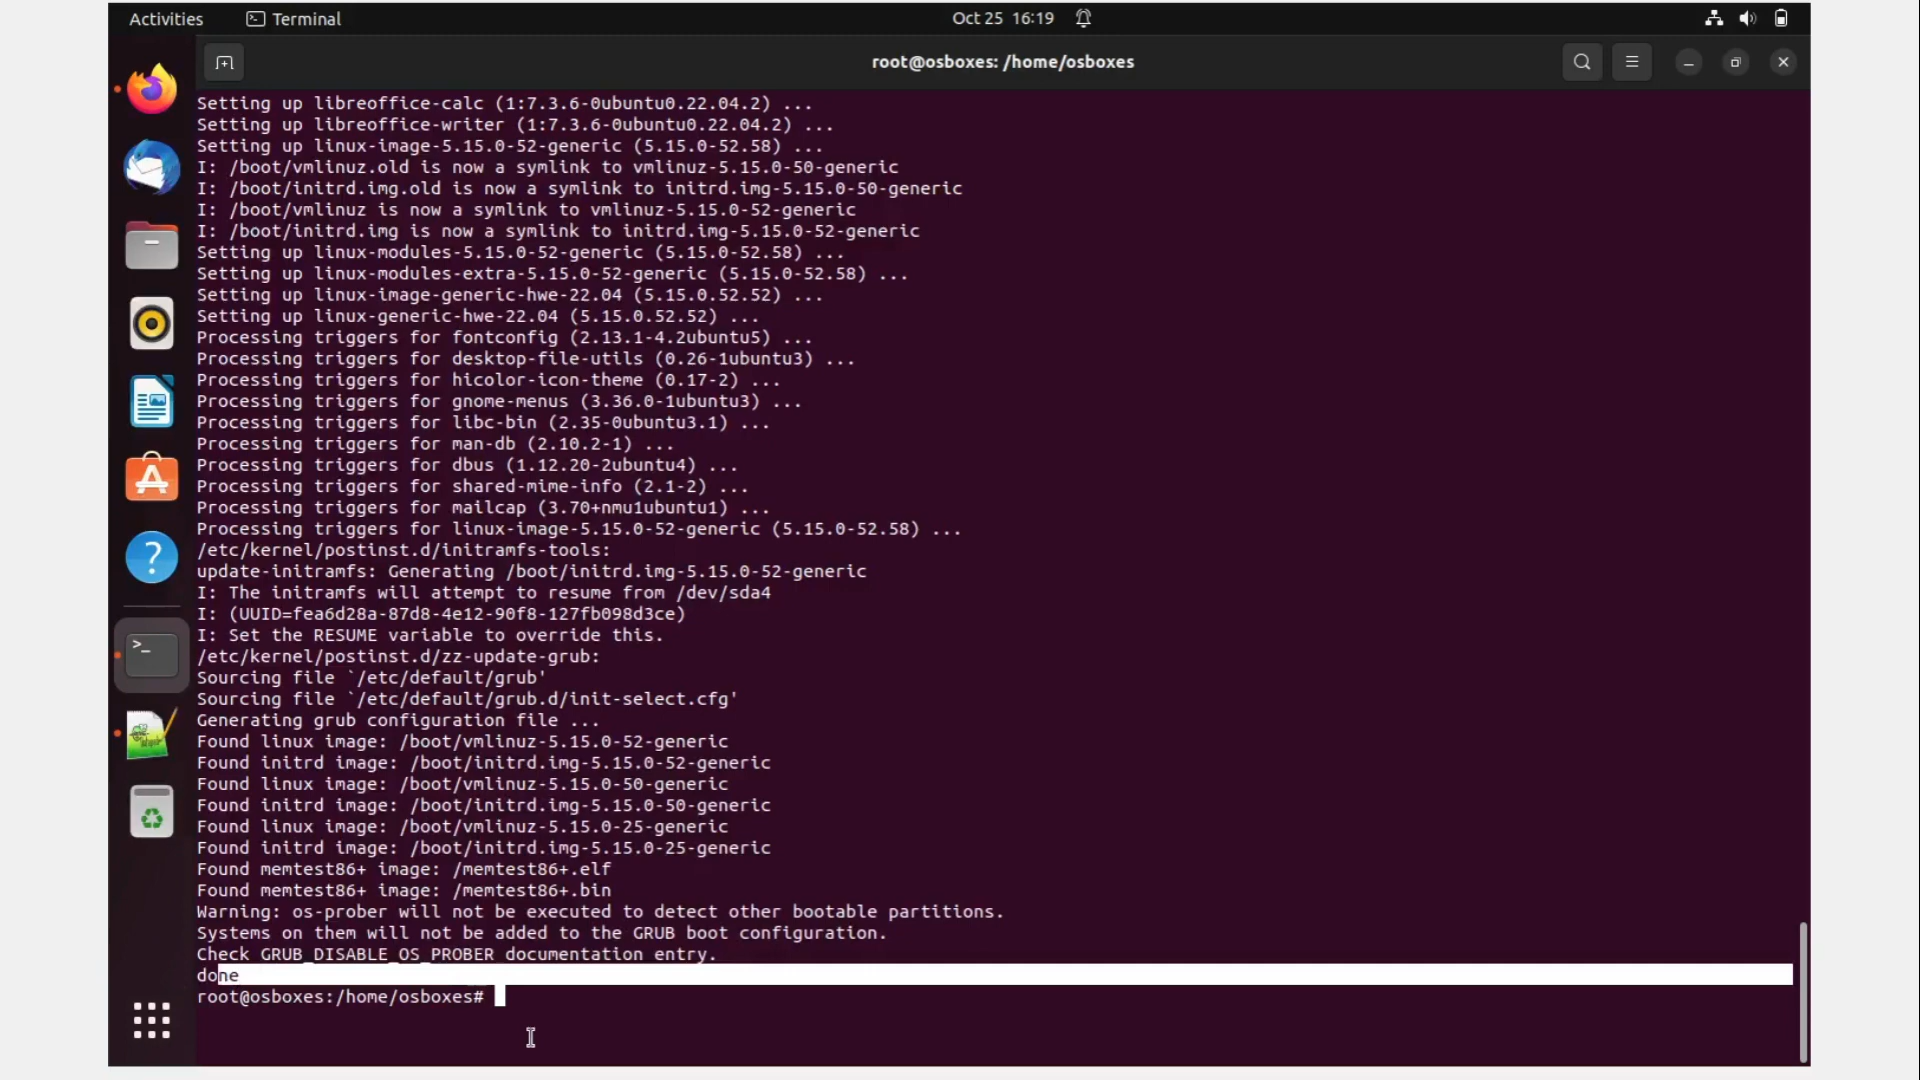 Activities
Terminal
Oct 25 16:19
root@osboxes: /home/osboxes
Setting up libreoffice-calc (1:7.3.6-0ubuntu0.22.04.2) ...
Setting up libreoffice-writer (1:7.3.6-0ubuntu0.22.04.2) ...
Setting up linux-image-5.15.0-52-generic (5.15.0-52.58) ...
I: /boot/vmlinuz.old is now a symlink to vmlinuz-5.15.0-50-generic
I: /boot/initrd.img.old is now a symlink to initrd.img-5.15.0-50-generic
I: /boot/vmlinuz is now a symlink to vmlinuz-5.15.0-52-generic
I: /boot/initrd.img is now a symlink to initrd.img-5.15.0-52-generic
Setting up linux-modules-5.15.0-52-generic (5.15.0-52.58) ...
Setting up linux-modules-extra-5.15.0-52-generic (5.15.0-52.58) ...
Setting up linux-image-generic-hwe-22.04 (5.15.0.52.52) ...
Setting up linux-generic-hwe-22.04 (5.15.0.52.52) ...
Processing triggers for fontconfig (2.13.1-4.2ubuntu5) ...
Processing triggers for desktop-file-utils (0.26-1ubuntu3) ...
Processing triggers for hicolor-icon-theme (0.17-2) ...
Processing triggers for gnome-menus (3.36.0-1ubuntu3) ...
Processing triggers for libc-bin (2.35-0ubuntu3.1) ...
Processing triggers for man-db (2.10.2-1) ...
Processing triggers for dbus (1.12.20-2ubuntu4) ...
Processing triggers for shared-mime-info (2.1-2) ...
Processing triggers for mailcap (3.70+nmu1ubuntu1) ...
Processing triggers for linux-image-5.15.0-52-generic (5.15.0-52.58) ...
/etc/kernel/postinst.d/initramfs-tools:
update-initramfs: Generating /boot/initrd.img-5.15.0-52-generic
I: The initramfs will attempt to resume from /dev/sda4
I: (UUID=fea6d28a-87d8-4e12-90f8-127fb098d3ce)
I: Set the RESUME variable to override this.
/etc/kernel/postinst.d/zz-update-grub:
Sourcing file `/etc/default/grub'
Sourcing file `/etc/default/grub.d/init-select.cfg'
Generating grub configuration file ...
Found linux image: /boot/vmlinuz-5.15.0-52-generic
Found initrd image: /boot/initrd.img-5.15.0-52-generic
Found linux image: /boot/vmlinuz-5.15.0-50-generic
Found initrd image: /boot/initrd.img-5.15.0-50-generic
Found linux image: /boot/vmlinuz-5.15.0-25-generic
Found initrd image: /boot/initrd.img-5.15.0-25-generic
Found memtest86+ image: /memtest86+.elf
Found memtest86+ image: /memtest86+.bin
Warning: os-prober will not be executed to detect other bootable partitions.
Systems on them will not be added to the GRUB boot configuration.
Check GRUB_DISABLE_OS_PROBER documentation entry.
done
root@osboxes:/home/osboxes#